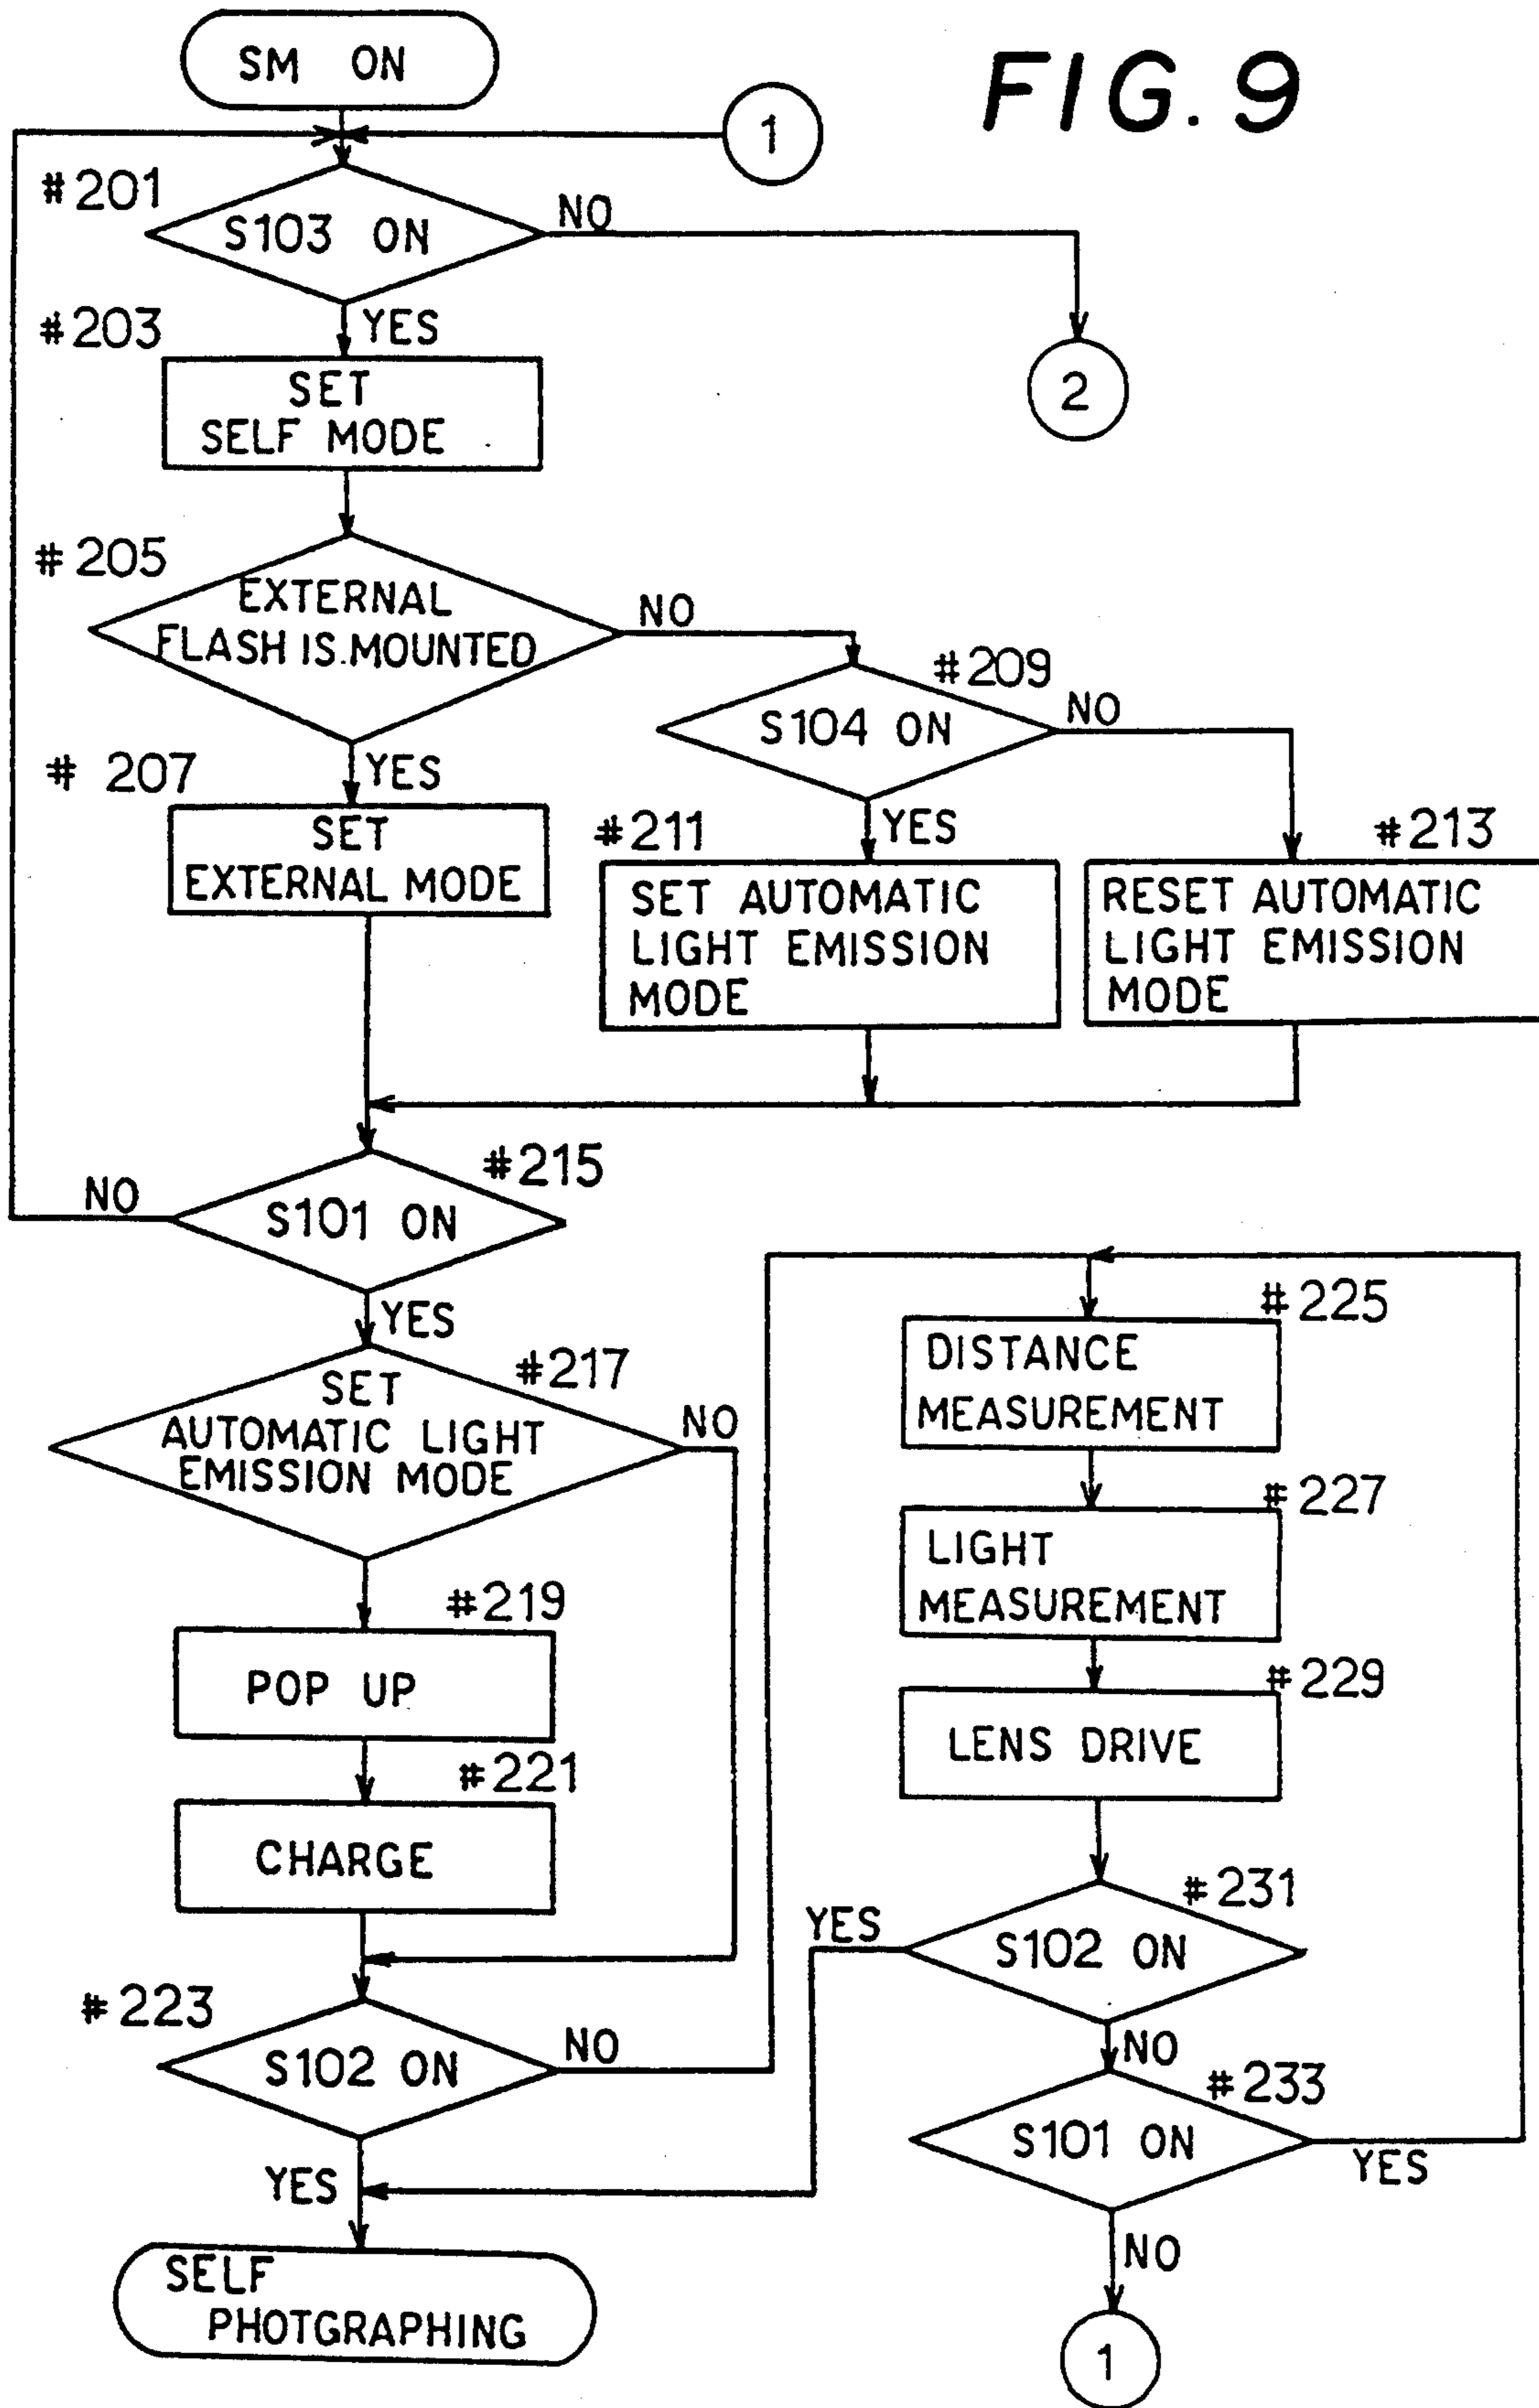 FIG. 9
SM ON
1
#201
S103 ON
NO
2
YES
#203
SET
SELF MODE
#205
EXTERNAL
FLASH IS.MOUNTED
NO
YES
#209
S104 ON
NO
YES
# 207
SET
EXTERNAL MODE
#211
SET AUTOMATIC
LIGHT EMISSION
MODE
#213
RESET AUTOMATIC
LIGHT EMISSION
MODE
#215
S101 ON
NO
YES
#217
SET
AUTOMATIC LIGHT
EMISSION MODE
NO
#219
POP UP
#221
CHARGE
#223
S102 ON
NO
YES
SELF
PHOTGRAPHING
#225
DISTANCE
MEASUREMENT
#227
LIGHT
MEASUREMENT
#229
LENS DRIVE
#231
S102 ON
YES
NO
#233
S101 ON
YES
NO
1